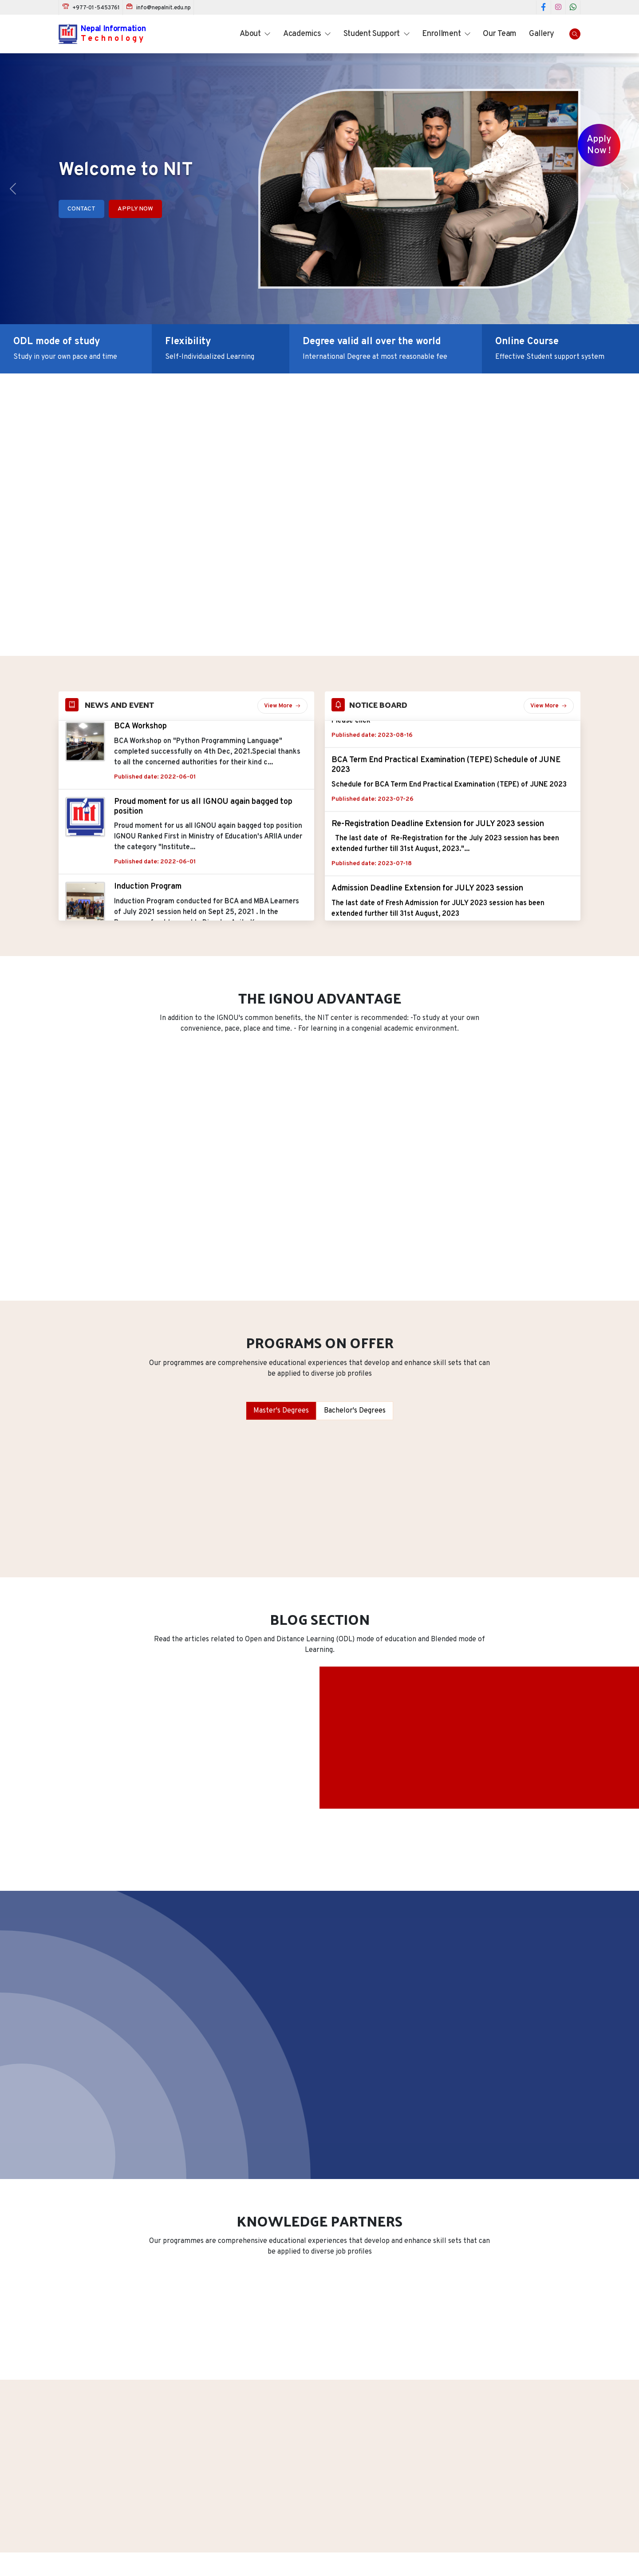 +977-01-5453761 info@nepalnit.edu.np
Nepal Information
Technology
About Academics Student Support Enrollment Our Team Gallery
Apply
Now !
Welcome to NIT
CONTACT APPLY NOW
ODL mode of study
Study in your own pace and time
Flexibility
Self-Individualized Learning
Degree valid all over the world
International Degree at most reasonable fee
Online Course
Effective Student support system
NEWS AND EVENT
View More
BCA Workshop
BCA Workshop on "Python Programming Language"
completed successfully on 4th Dec, 2021.Special thanks
to all the concerned authorities for their kind c...
Published date: 2022-06-01
Proud moment for us all IGNOU again bagged top
position
Proud moment for us all IGNOU again bagged top position
IGNOU Ranked First in Ministry of Education's ARIIA under
the category "Institute...
Published date: 2022-06-01
Induction Program
Induction Program conducted for BCA and MBA Learners
of July 2021 session held on Sept 25, 2021 . In the
NOTICE BOARD
View More
Please click
Published date: 2023-08-16
BCA Term End Practical Examination (TEPE) Schedule of JUNE
2023
Schedule for BCA Term End Practical Examination (TEPE) of JUNE 2023
Published date: 2023-07-26
Re-Registration Deadline Extension for JULY 2023 session
The last date of Re-Registration for the July 2023 session has been
extended further till 31st August, 2023."...
Published date: 2023-07-18
Admission Deadline Extension for JULY 2023 session
The last date of Fresh Admission for JULY 2023 session has been
extended further till 31st August, 2023
THE IGNOU ADVANTAGE
In addition to the IGNOU's common benefits, the NIT center is recommended: -To study at your own
convenience, pace, place and time. - For learning in a congenial academic environment.
PROGRAMS ON OFFER
Our programmes are comprehensive educational experiences that develop and enhance skill sets that can
be applied to diverse job profiles
Master's Degrees Bachelor's Degrees
BLOG SECTION
Read the articles related to Open and Distance Learning (ODL) mode of education and Blended mode of
Learning.
KNOWLEDGE PARTNERS
Our programmes are comprehensive educational experiences that develop and enhance skill sets that can
be applied to diverse job profiles